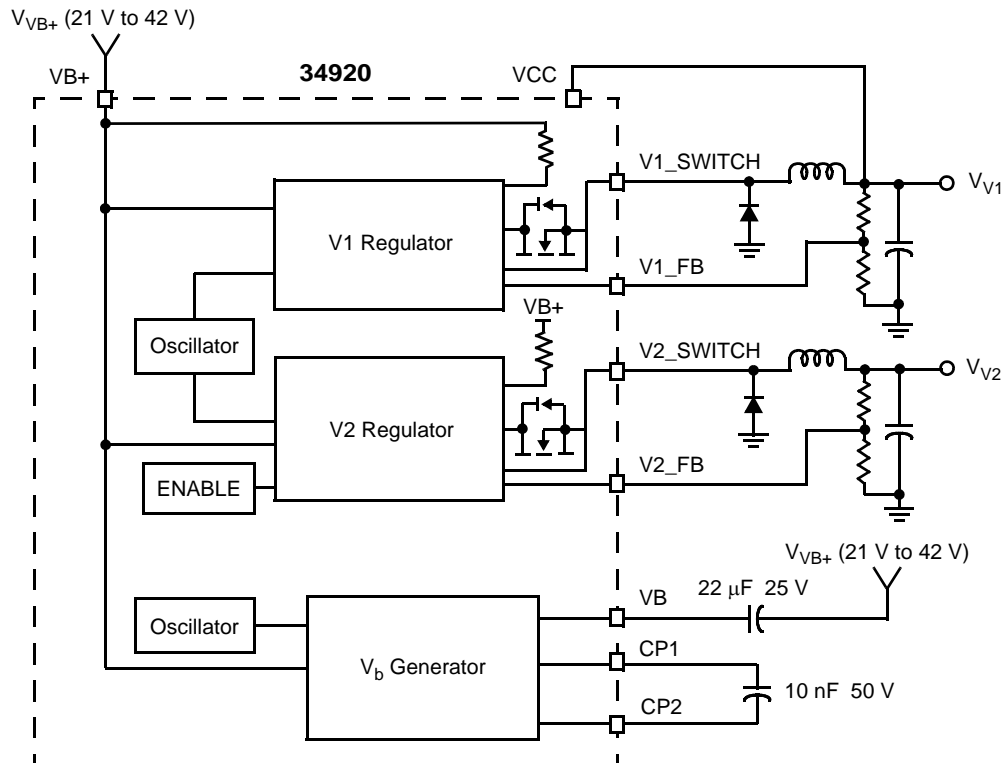 V_VB+ (21 V to 42 V)
VB+
34920
VCC
V1_SWITCH
V_V1
V1 Regulator
V1_FB
VB+
Oscillator
V2_SWITCH
V_V2
V2 Regulator
V2_FB
ENABLE
V_VB+ (21 V to 42 V)
VB
22 μF 25 V
Oscillator
CP1
V_b Generator
10 nF 50 V
CP2